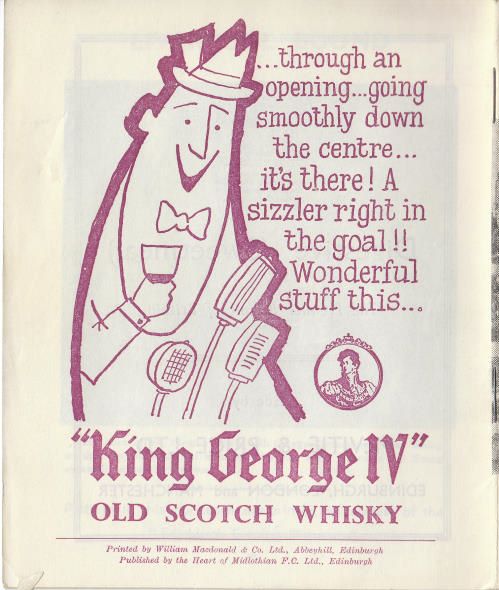 ...through an
opening...going
smoothly down
the centre...
it's there! A
sizzler right in
the goal!!
Wonderful
stuff this...
"King George IV"
OLD SCOTCH WHISKY
Printed by William Macdonald & Co. Ltd., Abbeyhill, Edinburgh
Published by the Heart of Midlothian F.C. Ltd., Edinburgh